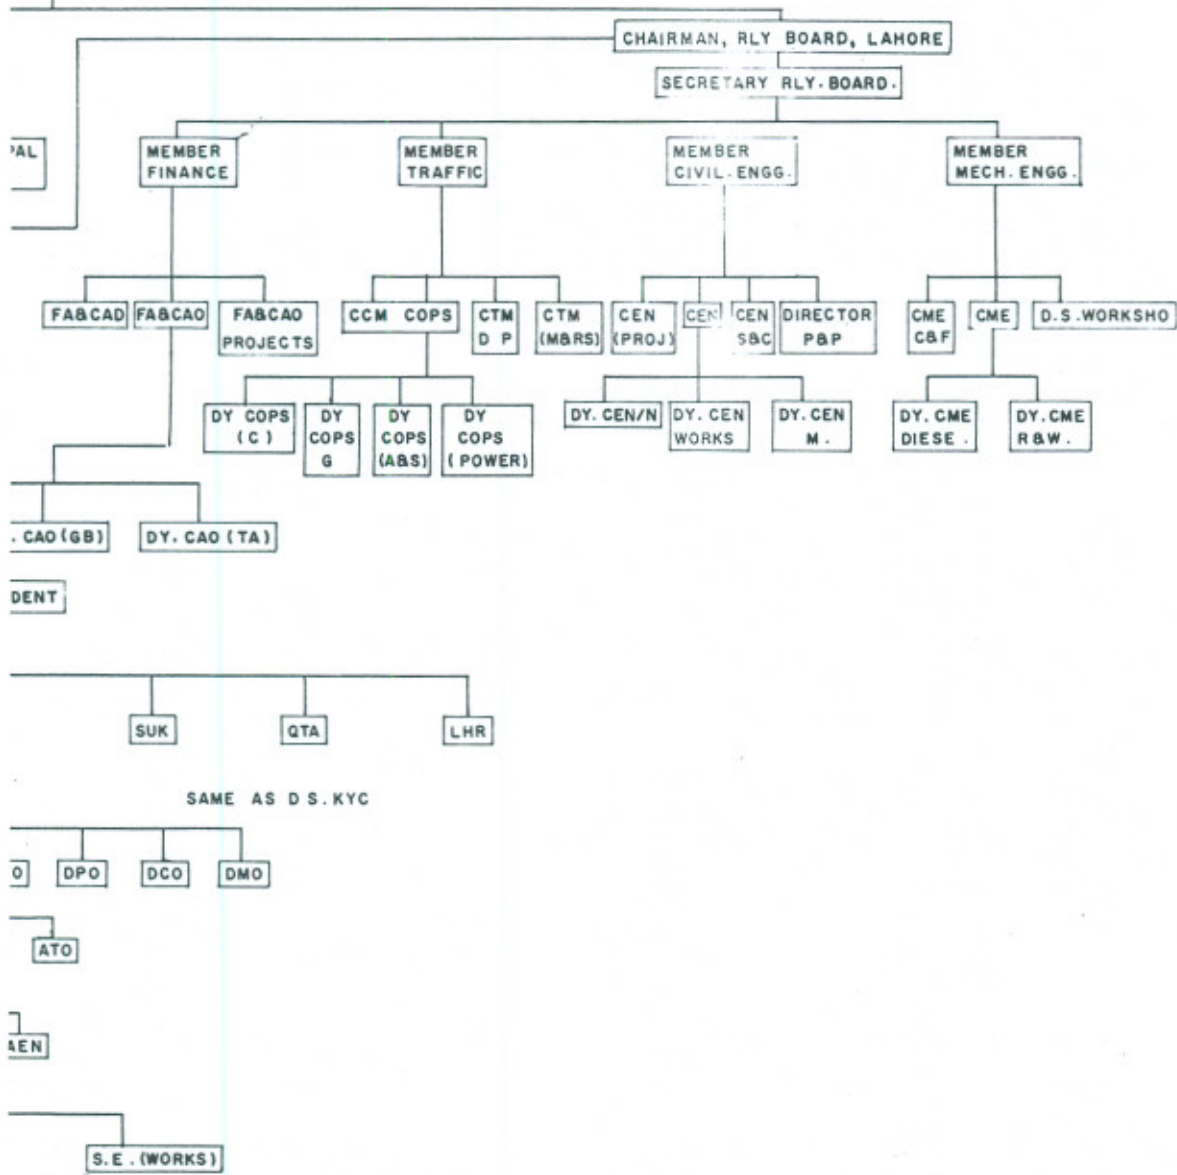 CHAIRMAN, RLY BOARD, LAHORE
SECRETARY RLY. BOARD.
PAL
MEMBER
FINANCE
MEMBER
TRAFFIC
MEMBER
CIVIL. ENGG.
MEMBER
MECH. ENGG.
FA&CAD
FA&CAO
FA&CAO
PROJECTS
CCM COPS
CTM
D P
CTM
(M&RS)
CEN
(PROJ)
CEN
CEN
S&C
DIRECTOR
P&P
CME
C&F
CME
D.S.WORKSHO
DY COPS
(C)
DY
COPS
G
DY
COPS
(A&S)
DY
COPS
(POWER)
DY. CEN/N
DY. CEN
WORKS
DY. CEN
M.
DY. CME
DIESE.
DY. CME
R&W.
. CAO (GB)
DY. CAO (TA)
DENT
SUK
QTA
LHR
SAME AS D S. KYC
O
DPO
DCO
DMO
ATO
AEN
S.E. (WORKS)